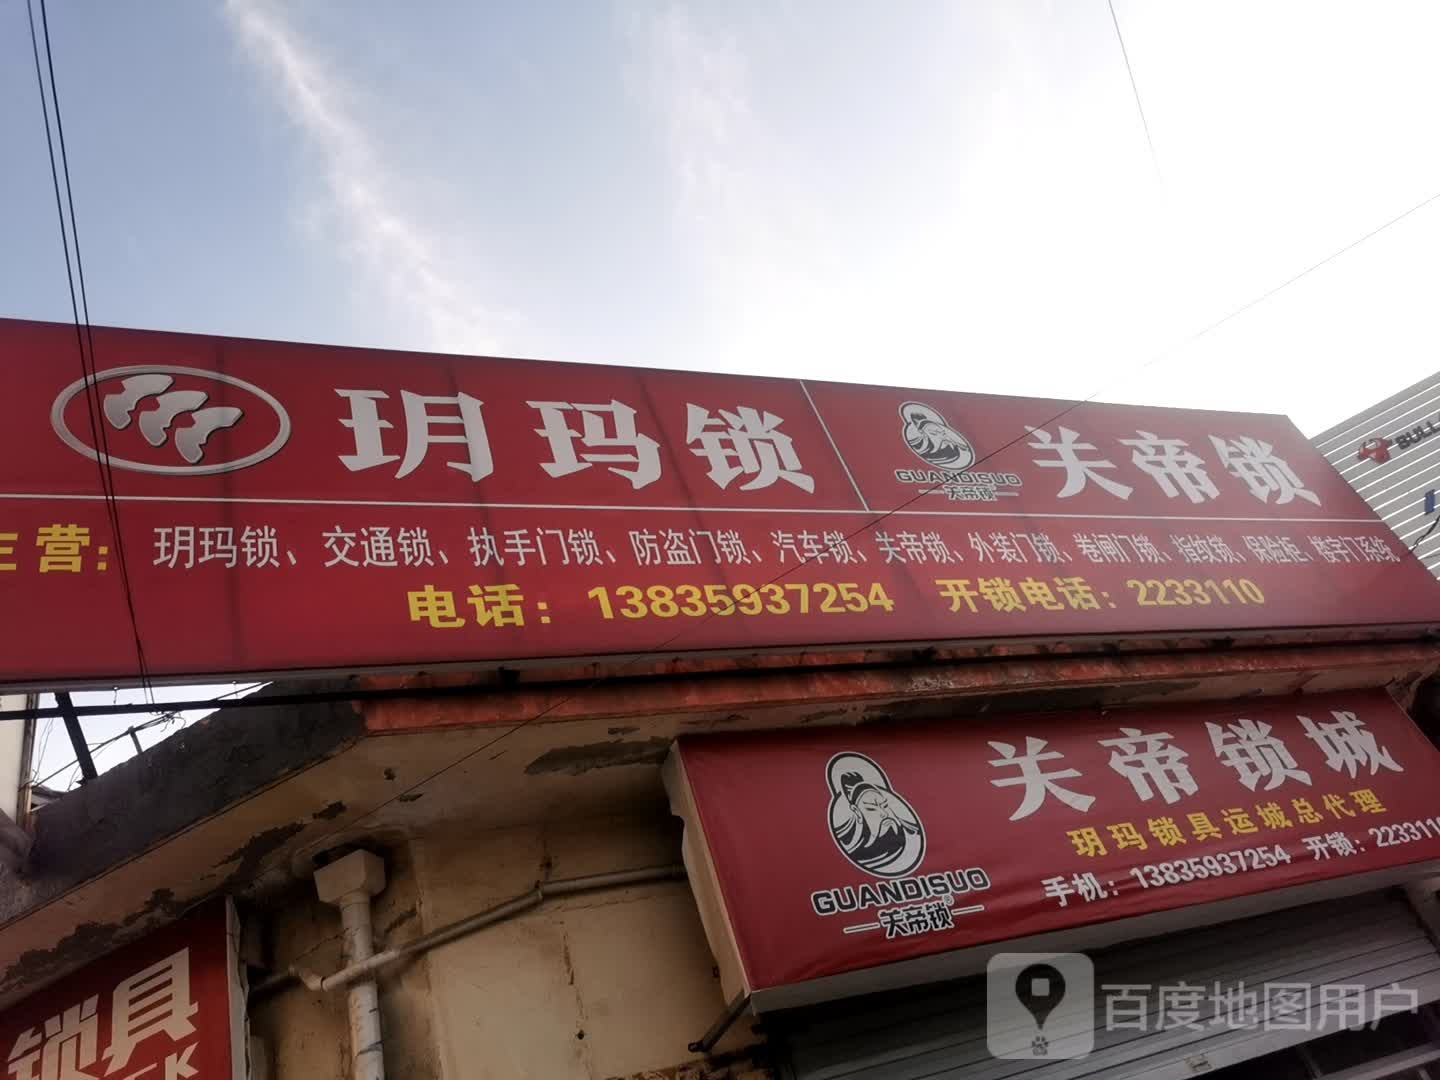 玥玛锁
GUANDISUO
关帝锁
关帝锁
主营：玥玛锁、交通锁、执手门锁、防盗门锁、汽车锁、关帝锁、外装门锁、卷闸门锁、指纹锁、保险柜、楼宇门系统
电话：13835937254 开锁电话：2233110
BULL
关帝锁城
玥玛锁具运城总代理
手机：13835937254 开锁：2233110
GUANDISUO
关帝锁
锁具
CK
百度地图用户